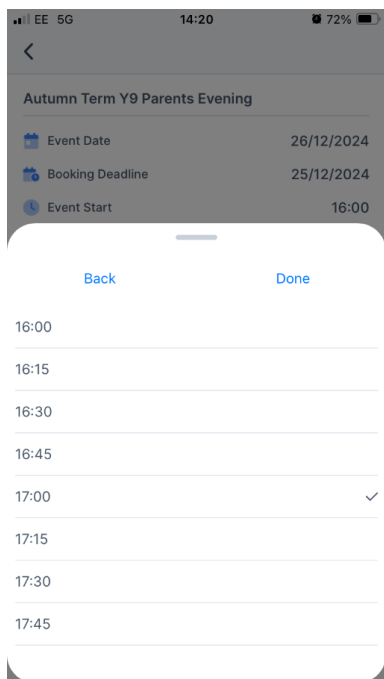 EE 5G 14:20 72%
Autumn Term Y9 Parents Evening
Event Date 26/12/2024
Booking Deadline 25/12/2024
Event Start 16:00
Back Done
16:00
16:15
16:30
16:45
17:00
17:15
17:30
17:45